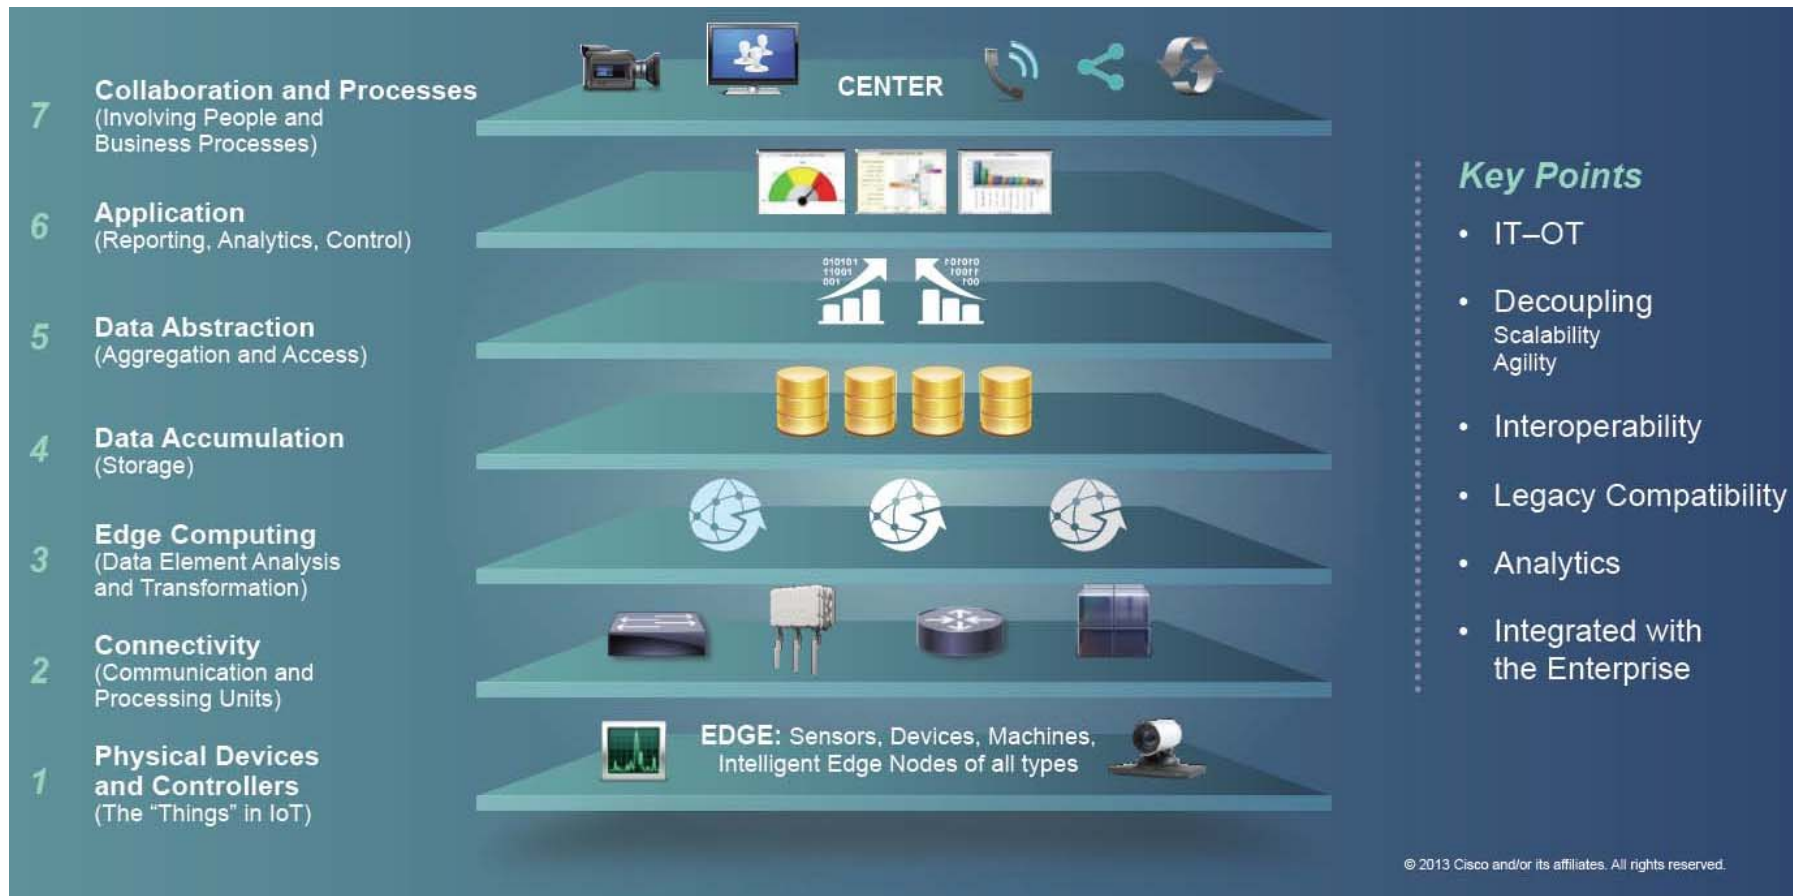 7
Collaboration and Processes
(Involving People and
Business Processes)
CENTER
6
Application
(Reporting, Analytics, Control)
5
Data Abstraction
(Aggregation and Access)
010101
11001
001
4
Data Accumulation
(Storage)
3
Edge Computing
(Data Element Analysis
and Transformation)
2
Connectivity
(Communication and
Processing Units)
1
Physical Devices
and Controllers
(The “Things” in IoT)
EDGE: Sensors, Devices, Machines,
Intelligent Edge Nodes of all types
Key Points
• IT–OT
• Decoupling
Scalability
Agility
• Interoperability
• Legacy Compatibility
• Analytics
• Integrated with
the Enterprise
© 2013 Cisco and/or its affiliates. All rights reserved.